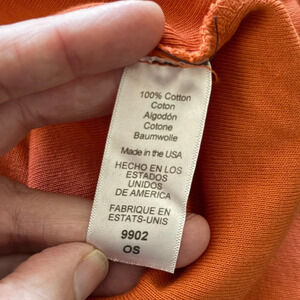 100% Cotton
Coton
Algodón
Cotone
Baumwolle
Made in the USA
HECHO EN LOS
ESTADOS
UNIDOS
DE AMERICA
FABRIQUE EN
ESTATS-UNIS
9902
OS